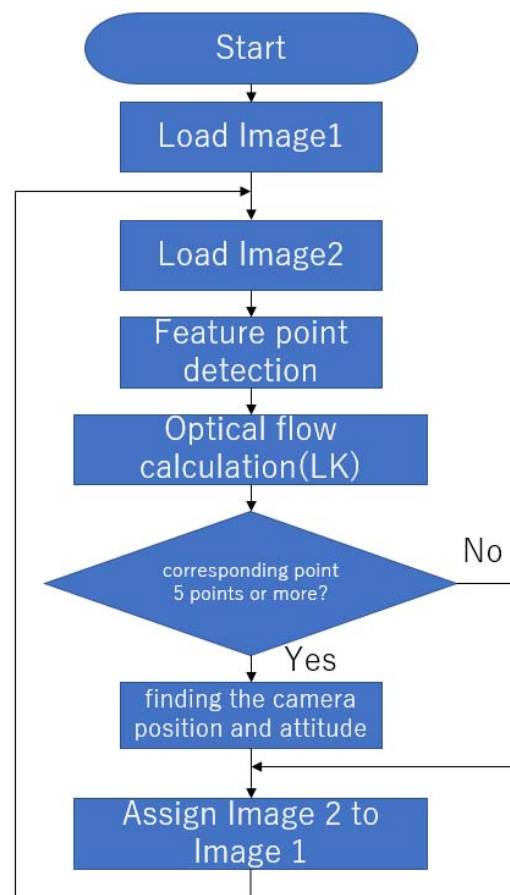 Start
Load Image1
Load Image2
Feature point
detection
Optical flow
calculation(LK)
corresponding point
5 points or more?
No
Yes
finding the camera
position and attitude
Assign Image 2 to
Image 1